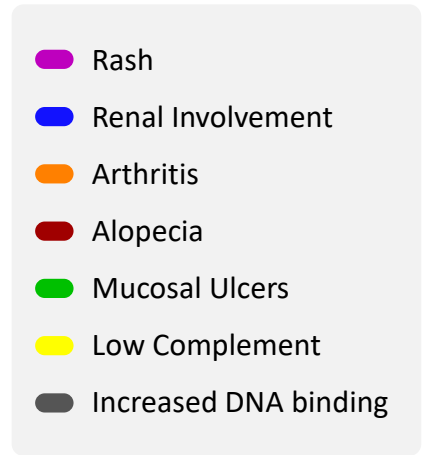 Rash
Renal Involvement
Arthritis
Alopecia
Mucosal Ulcers
Low Complement
Increased DNA binding